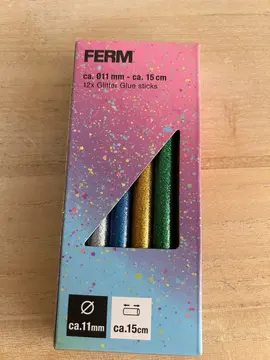 FERM
ca. Ø11 mm - ca. 15 cm
12x Glitter Glue sticks
ca.11mm
ca.15cm